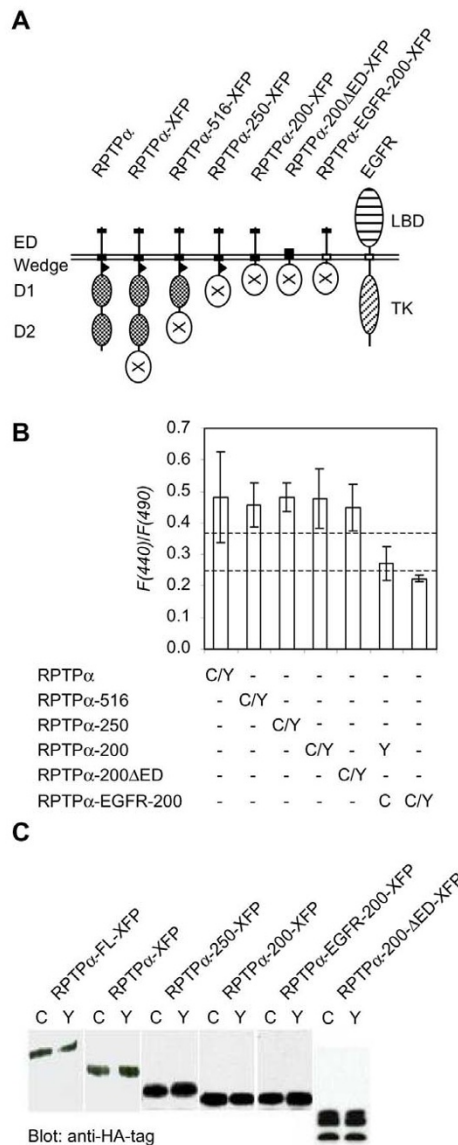 A
RPTPα
RPTPα-XFP
RPTPα-516-XFP
RPTPα-250-XFP
RPTPα-200-XFP
RPTPα-200ΔED-XFP
RPTPα-EGFR-200-XFP
EGFR
ED
LBD
Wedge
D1
TK
D2
X X X X X X
B
F(440)/F(490)
0.7
0.6
0.5
0.4
0.3
0.2
0.1
0.0
RPTPα C/Y - - - - - -
RPTPα-516 - C/Y - - - - -
RPTPα-250 - - C/Y - - - -
RPTPα-200 - - - C/Y - Y -
RPTPα-200ΔED - - - - C/Y - -
RPTPα-EGFR-200 - - - - - C C/Y
C
RPTPα-FL-XFP
RPTPα-XFP
RPTPα-250-XFP
RPTPα-200-XFP
RPTPα-EGFR-200-XFP
RPTPα-200-ΔED-XFP
C Y C Y C Y C Y C Y C Y
Blot: anti-HA-tag